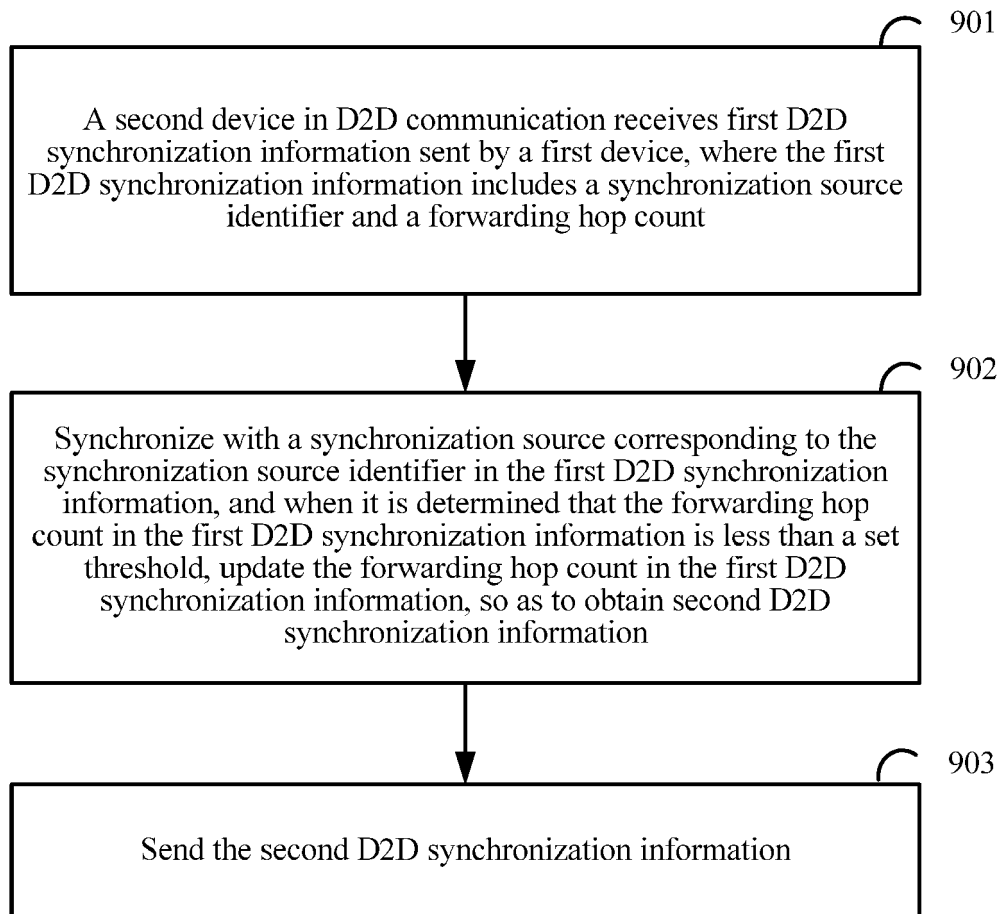 901
A second device in D2D communication receives first D2D
synchronization information sent by a first device, where the first
D2D synchronization information includes a synchronization source
identifier and a forwarding hop count
902
Synchronize with a synchronization source corresponding to the
synchronization source identifier in the first D2D synchronization
information, and when it is determined that the forwarding hop
count in the first D2D synchronization information is less than a set
threshold, update the forwarding hop count in the first D2D
synchronization information, so as to obtain second D2D
synchronization information
903
Send the second D2D synchronization information